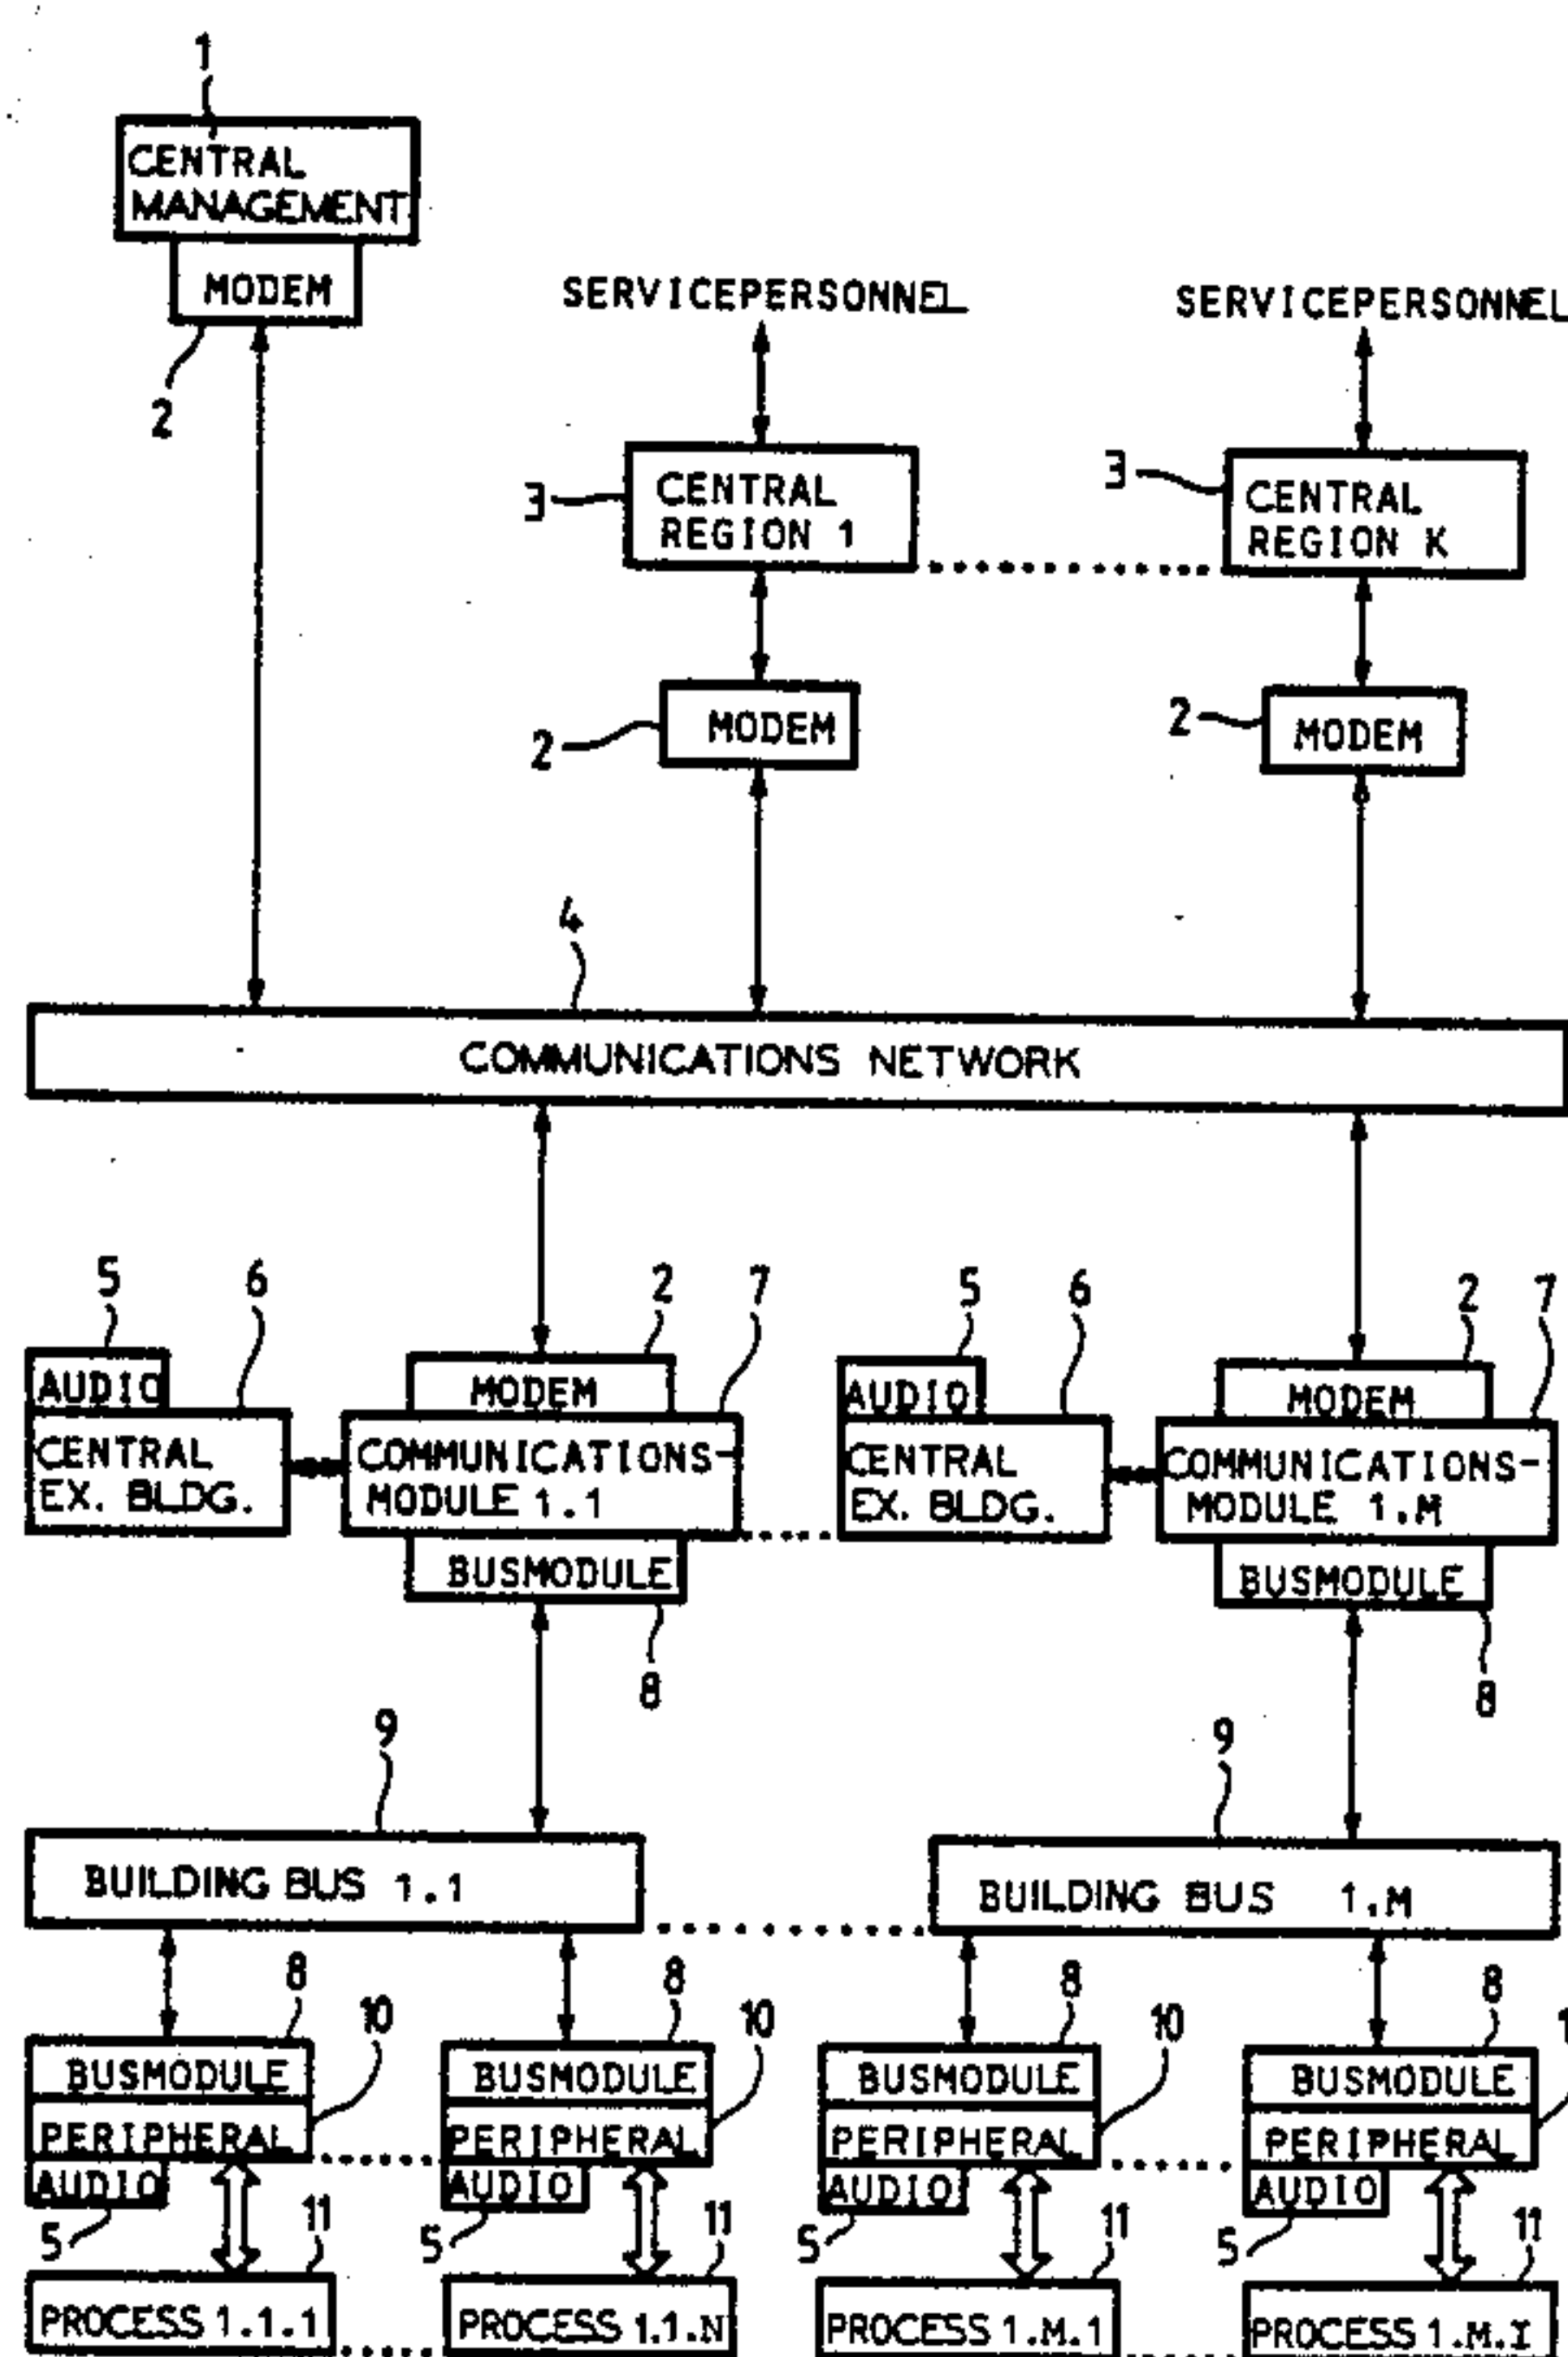 1
CENTRAL
MANAGEMENT
MODEM
2
SERVICEPERSONNEL
SERVICEPERSONNEL
3
CENTRAL
REGION 1
3
CENTRAL
REGION K
2
MODEM
2
MODEM
4
COMMUNICATIONS NETWORK
5
6
2
7
5
6
2
7
AUDIO
MODEM
AUDIO
MODEM
CENTRAL
EX. BLDG.
COMMUNICATIONS-
MODULE 1.1
CENTRAL
EX. BLDG.
COMMUNICATIONS-
MODULE 1.M
BUSMODULE
BUSMODULE
8
8
9
9
BUILDING BUS 1.1
BUILDING BUS 1.M
8
10
8
10
8
10
8
BUSMODULE
BUSMODULE
BUSMODULE
BUSMODULE
PERIPHERAL
PERIPHERAL
PERIPHERAL
PERIPHERAL
AUDIO
AUDIO
AUDIO
AUDIO
5
11
5
11
5
11
5
11
PROCESS 1.1.1
PROCESS 1.1.N
PROCESS 1.M.1
PROCESS 1.M.I